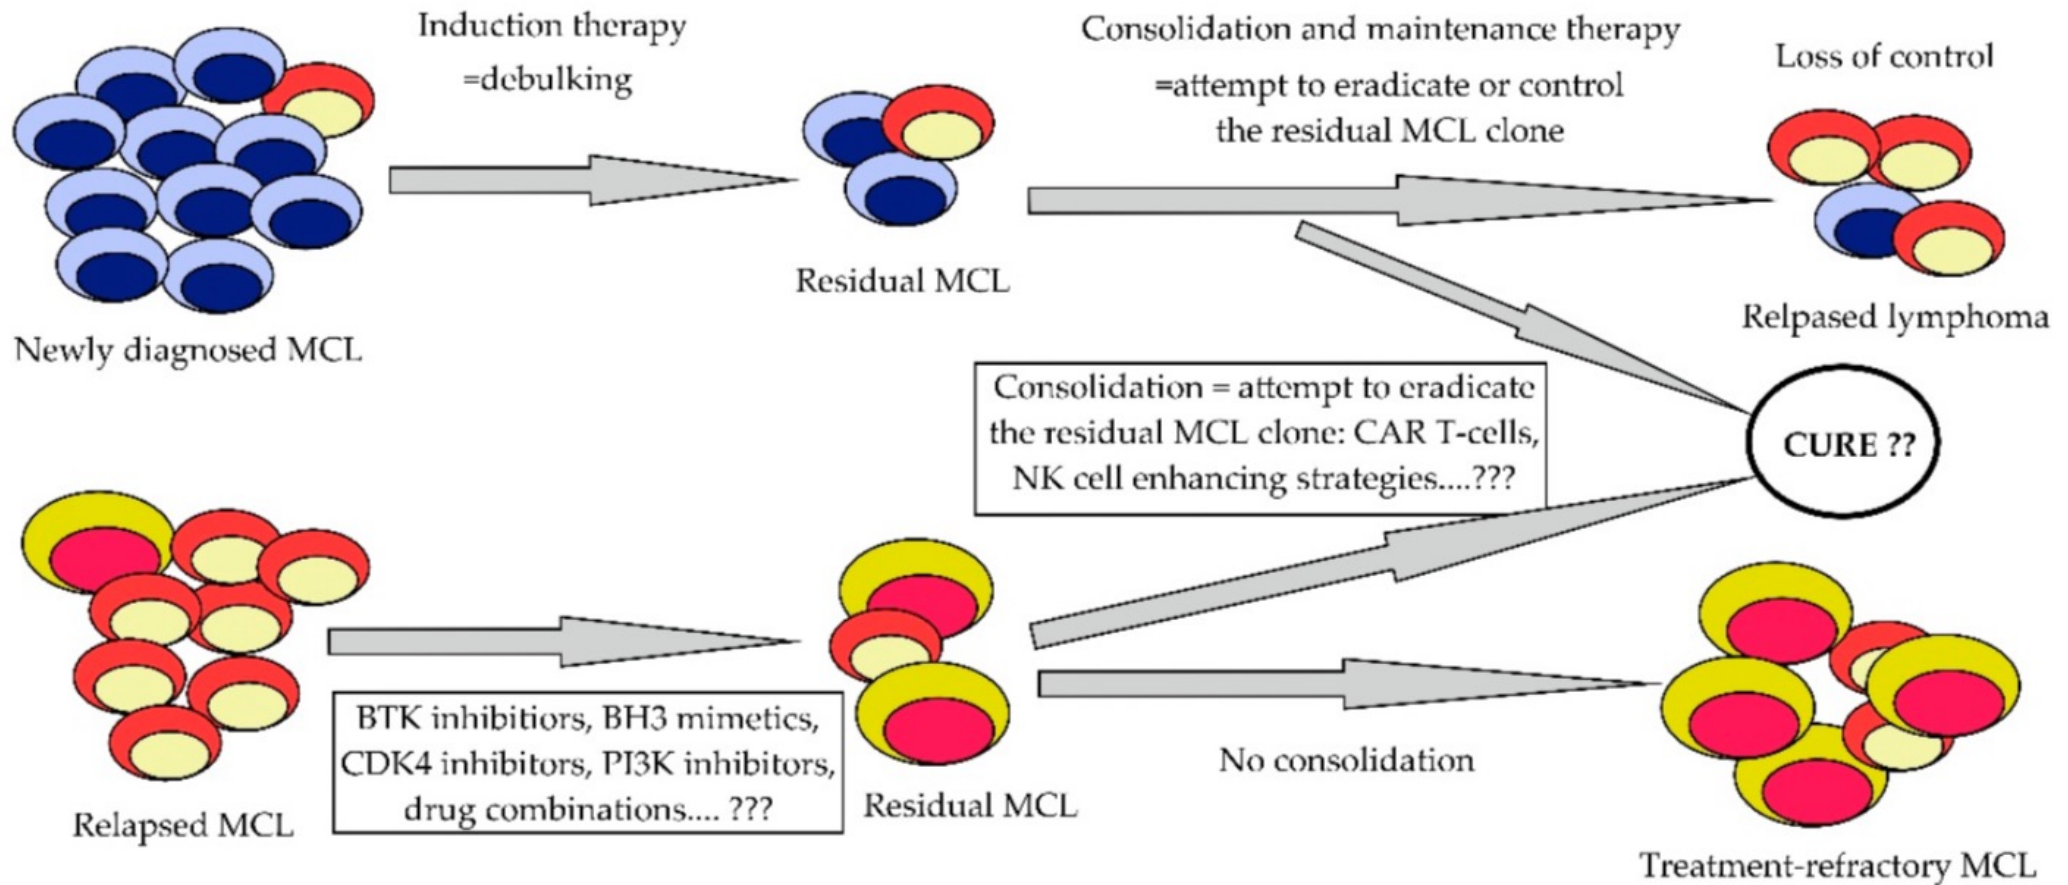 Induction therapy
=debulking
Consolidation and maintenance therapy
=attempt to eradicate or control
the residual MCL clone
Loss of control
Newly diagnosed MCL
Residual MCL
Relpased lymphoma
Consolidation = attempt to eradicate
the residual MCL clone: CAR T-cells,
NK cell enhancing strategies....???
CURE ??
BTK inhibitiors, BH3 mimetics,
CDK4 inhibitors, PI3K inhibitors,
drug combinations.... ???
Relapsed MCL
Residual MCL
No consolidation
Treatment-refractory MCL